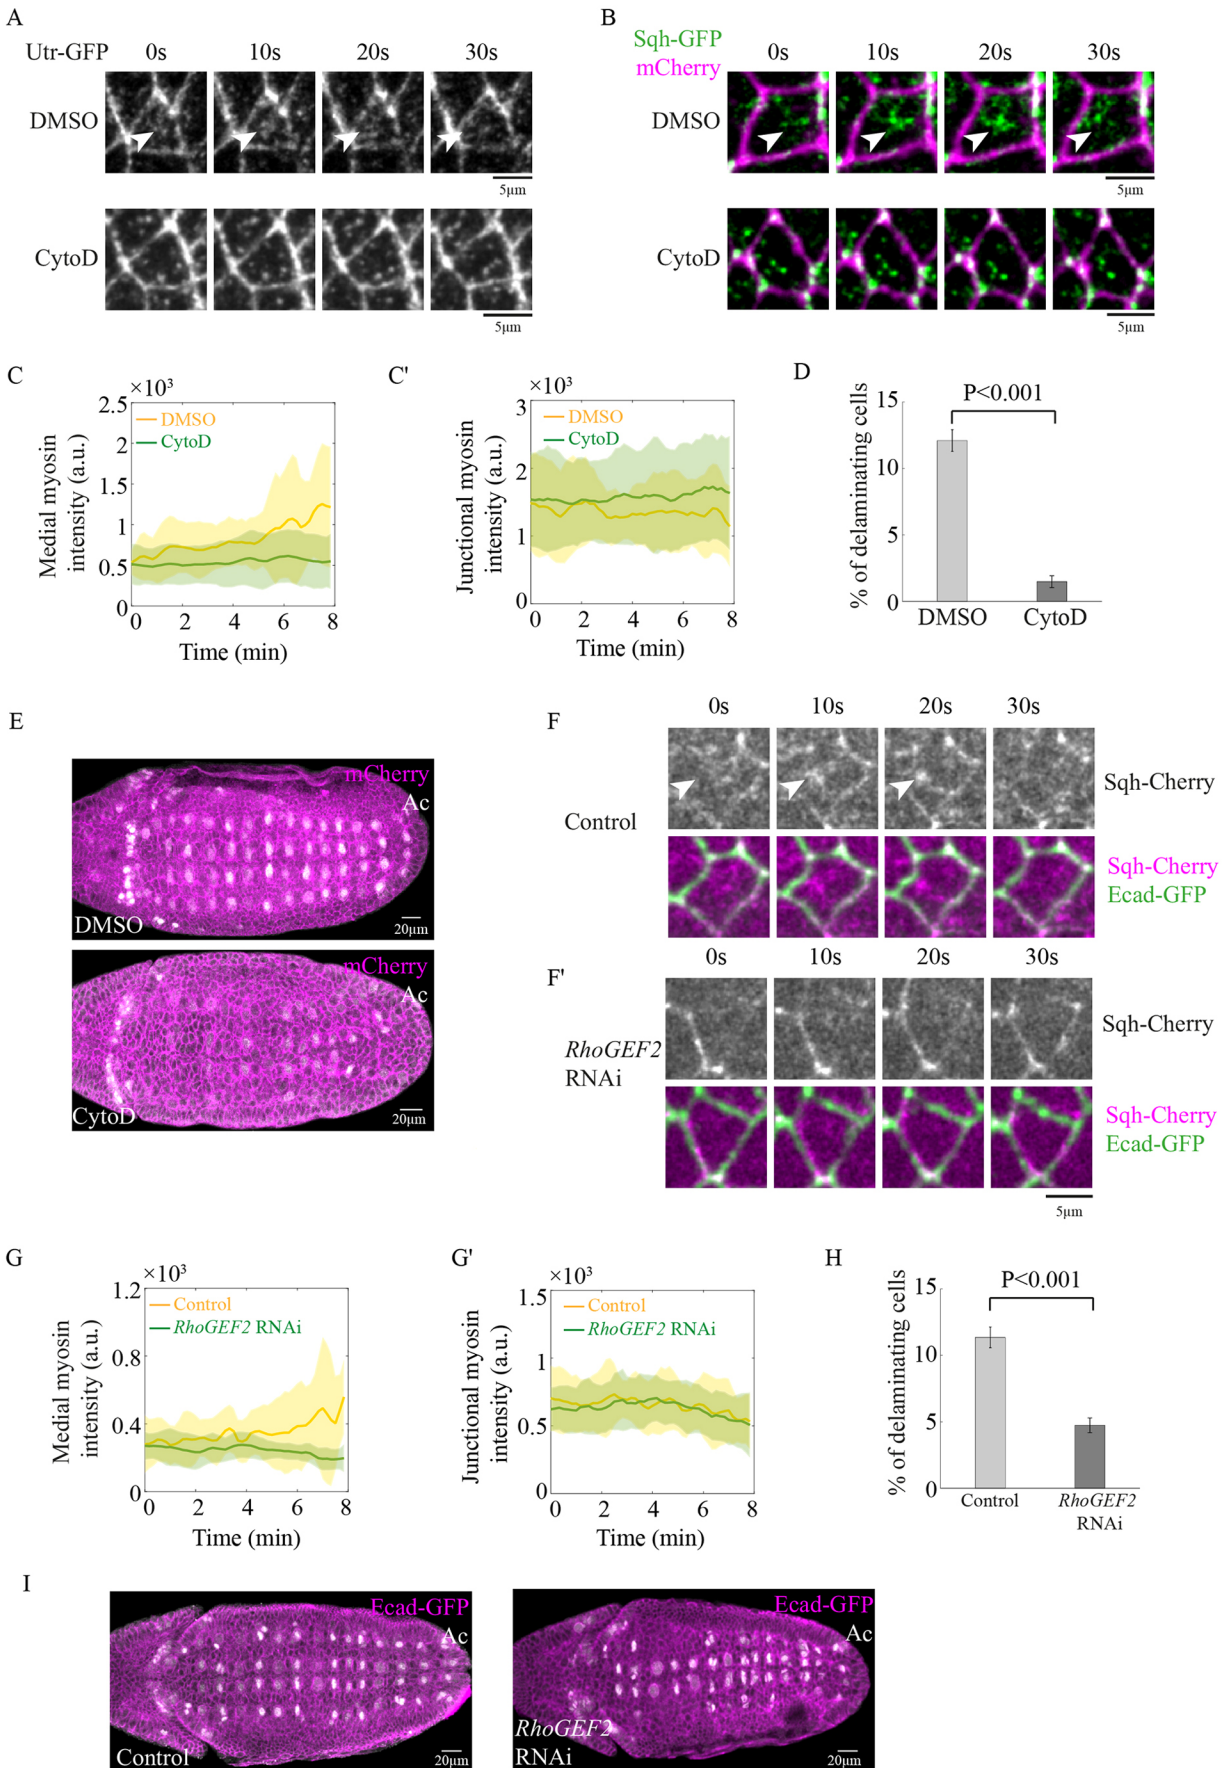 A
Utr-GFP 0s 10s 20s 30s
DMSO
5μm
CytoD
5μm
B
Sqh-GFP
mCherry
0s 10s 20s 30s
DMSO
5μm
CytoD
5μm
C
×10³
2.5
2
1.5
1
0.5
0
DMSO
CytoD
Medial myosin
intensity (a.u.)
0 2 4 6 8
Time (min)
C'
×10³
3
2
1
0
DMSO
CytoD
Junctional myosin
intensity (a.u.)
0 2 4 6 8
Time (min)
D
P<0.001
15
10
5
0
% of delaminating cells
DMSO CytoD
E
mCherry
Ac
DMSO
20μm
mCherry
Ac
CytoD
20μm
F
0s 10s 20s 30s
Control
Sqh-Cherry
Sqh-Cherry
Ecad-GFP
F'
0s 10s 20s 30s
RhoGEF2
RNAi
Sqh-Cherry
Sqh-Cherry
Ecad-GFP
5μm
G
×10³
1.2
0.8
0.4
0
Control
RhoGEF2 RNAi
Medial myosin
intensity (a.u.)
0 2 4 6 8
Time (min)
G'
×10³
1.5
1
0.5
0
Control
RhoGEF2 RNAi
Junctional myosin
intensity (a.u.)
0 2 4 6 8
Time (min)
H
P<0.001
15
10
5
0
% of delaminating cells
Control RhoGEF2
RNAi
I
Ecad-GFP
Ac
Control
20μm
Ecad-GFP
Ac
RhoGEF2
RNAi
20μm